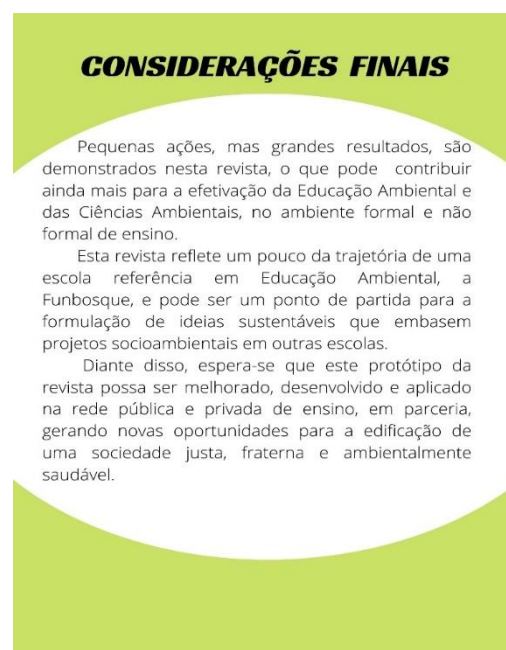 CONSIDERAÇÕES FINAIS
Pequenas ações, mas grandes resultados, são
demonstrados nesta revista, o que pode contribuir
ainda mais para a efetivação da Educação Ambiental e
das Ciências Ambientais, no ambiente formal e não
formal de ensino.
Esta revista reflete um pouco da trajetória de uma
escola referência em Educação Ambiental, a
Funbosque, e pode ser um ponto de partida para a
formulação de ideias sustentáveis que embasem
projetos socioambientais em outras escolas.
Diante disso, espera-se que este protótipo da
revista possa ser melhorado, desenvolvido e aplicado
na rede pública e privada de ensino, em parceria,
gerando novas oportunidades para a edificação de
uma sociedade justa, fraterna e ambientalmente
saudável.